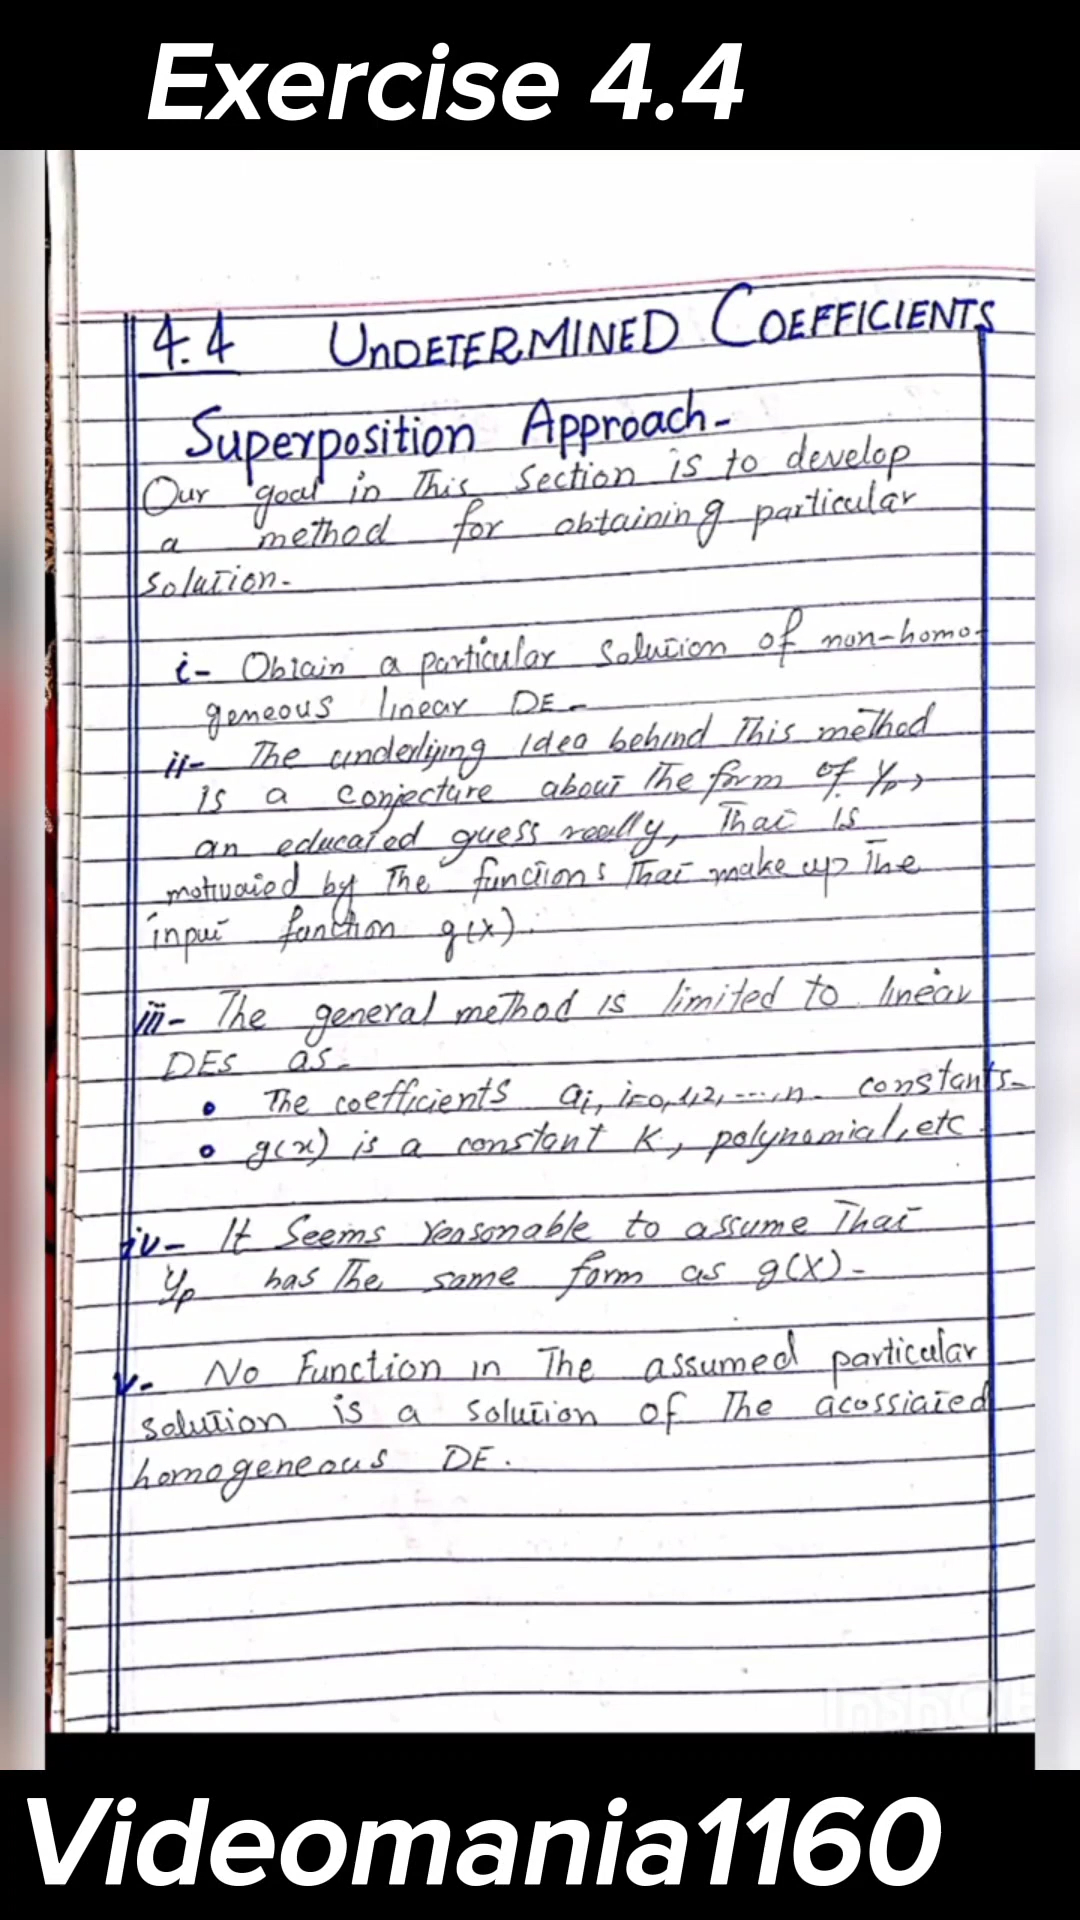 Exercise 4.4
4.4 UNDETERMINED COEFFICIENTS
Superposition Approach-
Our goal in This section is to develop
a method for obtaining particular
solution-
i- Obtain a particular solution of non-homo-
geneous linear DE-
ii- The underlying Idea behind This method
is a conjecture about The form of yp,
an educated guess really, That is
motivated by The functions That make up The
input function g(x).
iii- The general method is limited to linear
DEs as-
• The coefficients ai, i=0,1,2,...,n constants-
• g(x) is a constant K, polynomial, etc.
iv- It Seems reasonable to assume That
yp has The same form as g(x)-
v- No Function in The assumed particular
solution is a solution of The acossiated
homogeneous DE.
Videomania1160